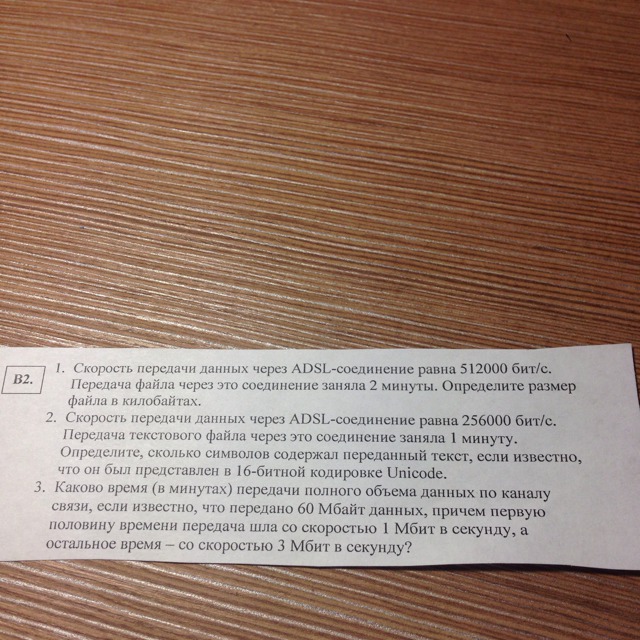 В2.
1. Скорость передачи данных через ADSL-соединение равна 512000 бит/с.
Передача файла через это соединение заняла 2 минуты. Определите размер
файла в килобайтах.
2. Скорость передачи данных через ADSL-соединение равна 256000 бит/с.
Передача текстового файла через это соединение заняла 1 минуту.
Определите, сколько символов содержал переданный текст, если известно,
что он был представлен в 16-битной кодировке Unicode.
3. Каково время (в минутах) передачи полного объема данных по каналу
связи, если известно, что передано 60 Мбайт данных, причем первую
половину времени передача шла со скоростью 1 Мбит в секунду, а
остальное время – со скоростью 3 Мбит в секунду?